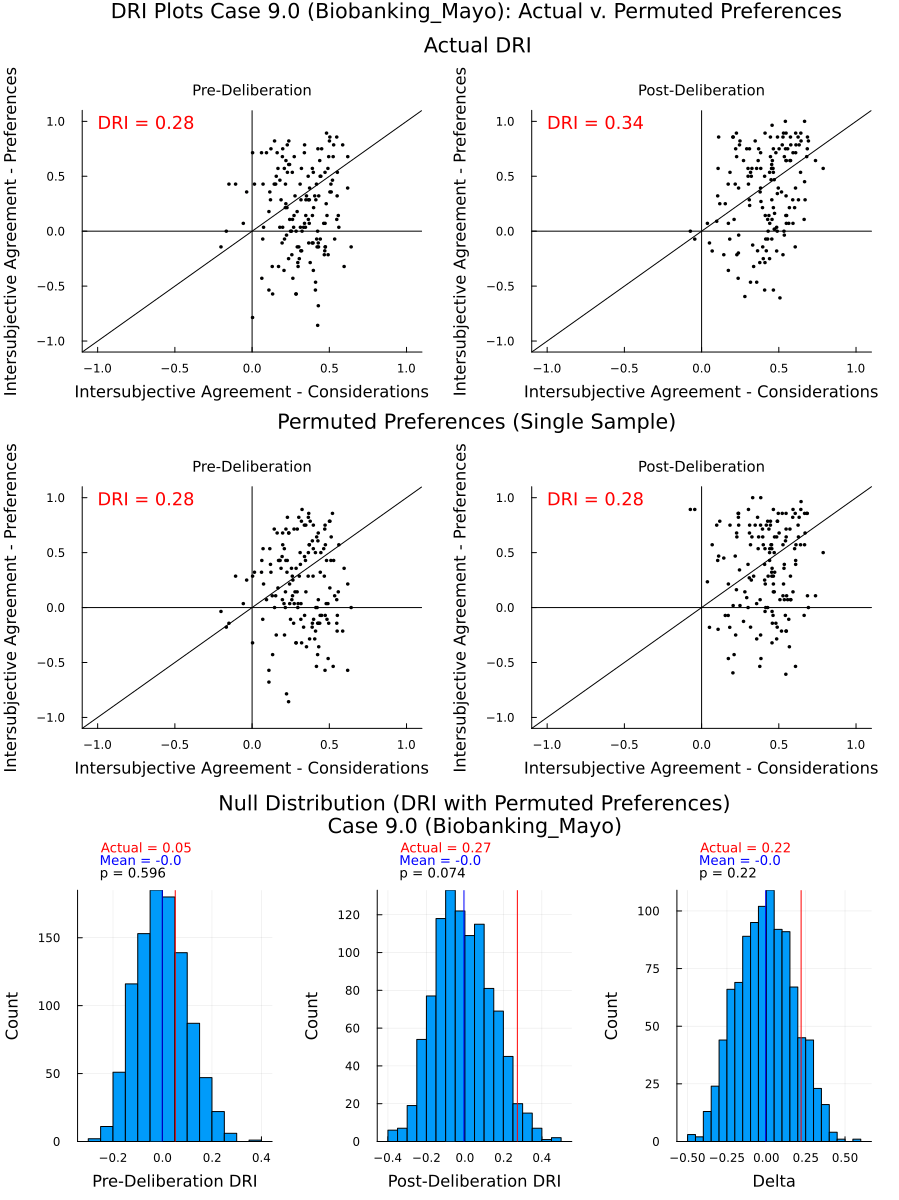 DRI Plots Case 9.0 (Biobanking_Mayo): Actual v. Permuted Preferences
Actual DRI
Pre-Deliberation
DRI = 0.28
Intersubjective Agreement - Preferences
1.0
0.5
0.0
−0.5
−1.0
−1.0 −0.5 0.0 0.5 1.0
Intersubjective Agreement - Considerations
Post-Deliberation
DRI = 0.34
Intersubjective Agreement - Preferences
1.0
0.5
0.0
−0.5
−1.0
−1.0 −0.5 0.0 0.5 1.0
Intersubjective Agreement - Considerations
Permuted Preferences (Single Sample)
Pre-Deliberation
DRI = 0.28
Intersubjective Agreement - Preferences
1.0
0.5
0.0
−0.5
−1.0
−1.0 −0.5 0.0 0.5 1.0
Intersubjective Agreement - Considerations
Post-Deliberation
DRI = 0.28
Intersubjective Agreement - Preferences
1.0
0.5
0.0
−0.5
−1.0
−1.0 −0.5 0.0 0.5 1.0
Intersubjective Agreement - Considerations
Null Distribution (DRI with Permuted Preferences)
Case 9.0 (Biobanking_Mayo)
Actual = 0.05
Mean = -0.0
p = 0.596
Count
150
100
50
0
−0.2 0.0 0.2 0.4
Pre-Deliberation DRI
Actual = 0.27
Mean = -0.0
p = 0.074
Count
120
100
80
60
40
20
0
−0.4 −0.2 0.0 0.2 0.4
Post-Deliberation DRI
Actual = 0.22
Mean = -0.0
p = 0.22
Count
100
75
50
25
0
−0.50 −0.25 0.00 0.25 0.50
Delta